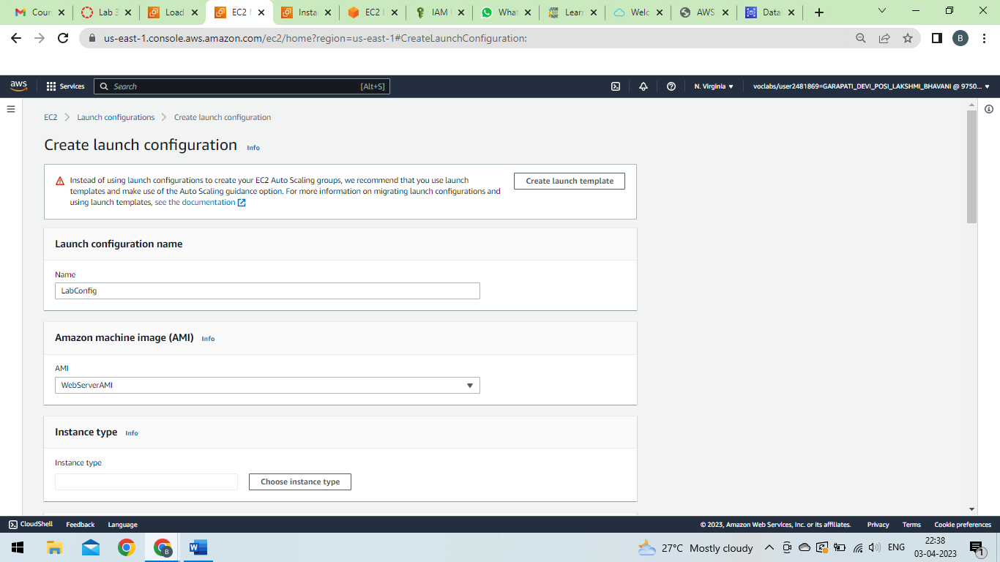 Cour
Lab 3
Load
EC2
Insta
EC2
IAM
What
Learn
Welc
AWS
Data
us-east-1.console.aws.amazon.com/ec2/home?region=us-east-1#CreateLaunchConfiguration:
B
aws
Services
Search
[Alt+S]
N. Virginia
voclabs/user2481869=GARAPATI_DEVI_POSI_LAKSHMI_BHAVANI @ 9750...
EC2
Launch configurations
Create launch configuration
Create launch configuration Info
Instead of using launch configurations to create your EC2 Auto Scaling groups, we recommend that you use launch
templates and make use of the Auto Scaling guidance option. For more information on migrating launch configurations and
using launch templates, see the documentation
Create launch template
Launch configuration name
Name
LabConfig
Amazon machine image (AMI) Info
AMI
WebServerAMI
Instance type Info
Instance type
Choose instance type
CloudShell
Feedback
Language
© 2023, Amazon Web Services, Inc. or its affiliates.
Privacy
Terms
Cookie preferences
27°C Mostly cloudy
ENG
22:38
03-04-2023
1